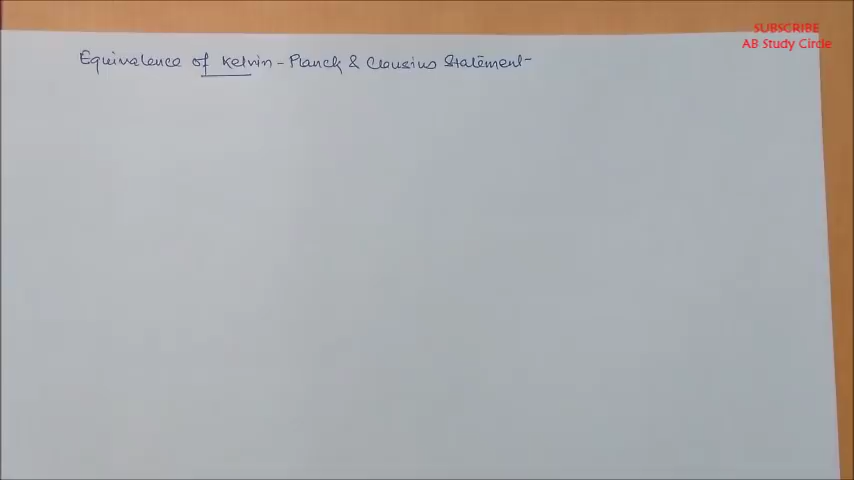 SUBSCRIBE
AB Study Circle
Equivalence of Kelvin - Planck & Clausius Statement -